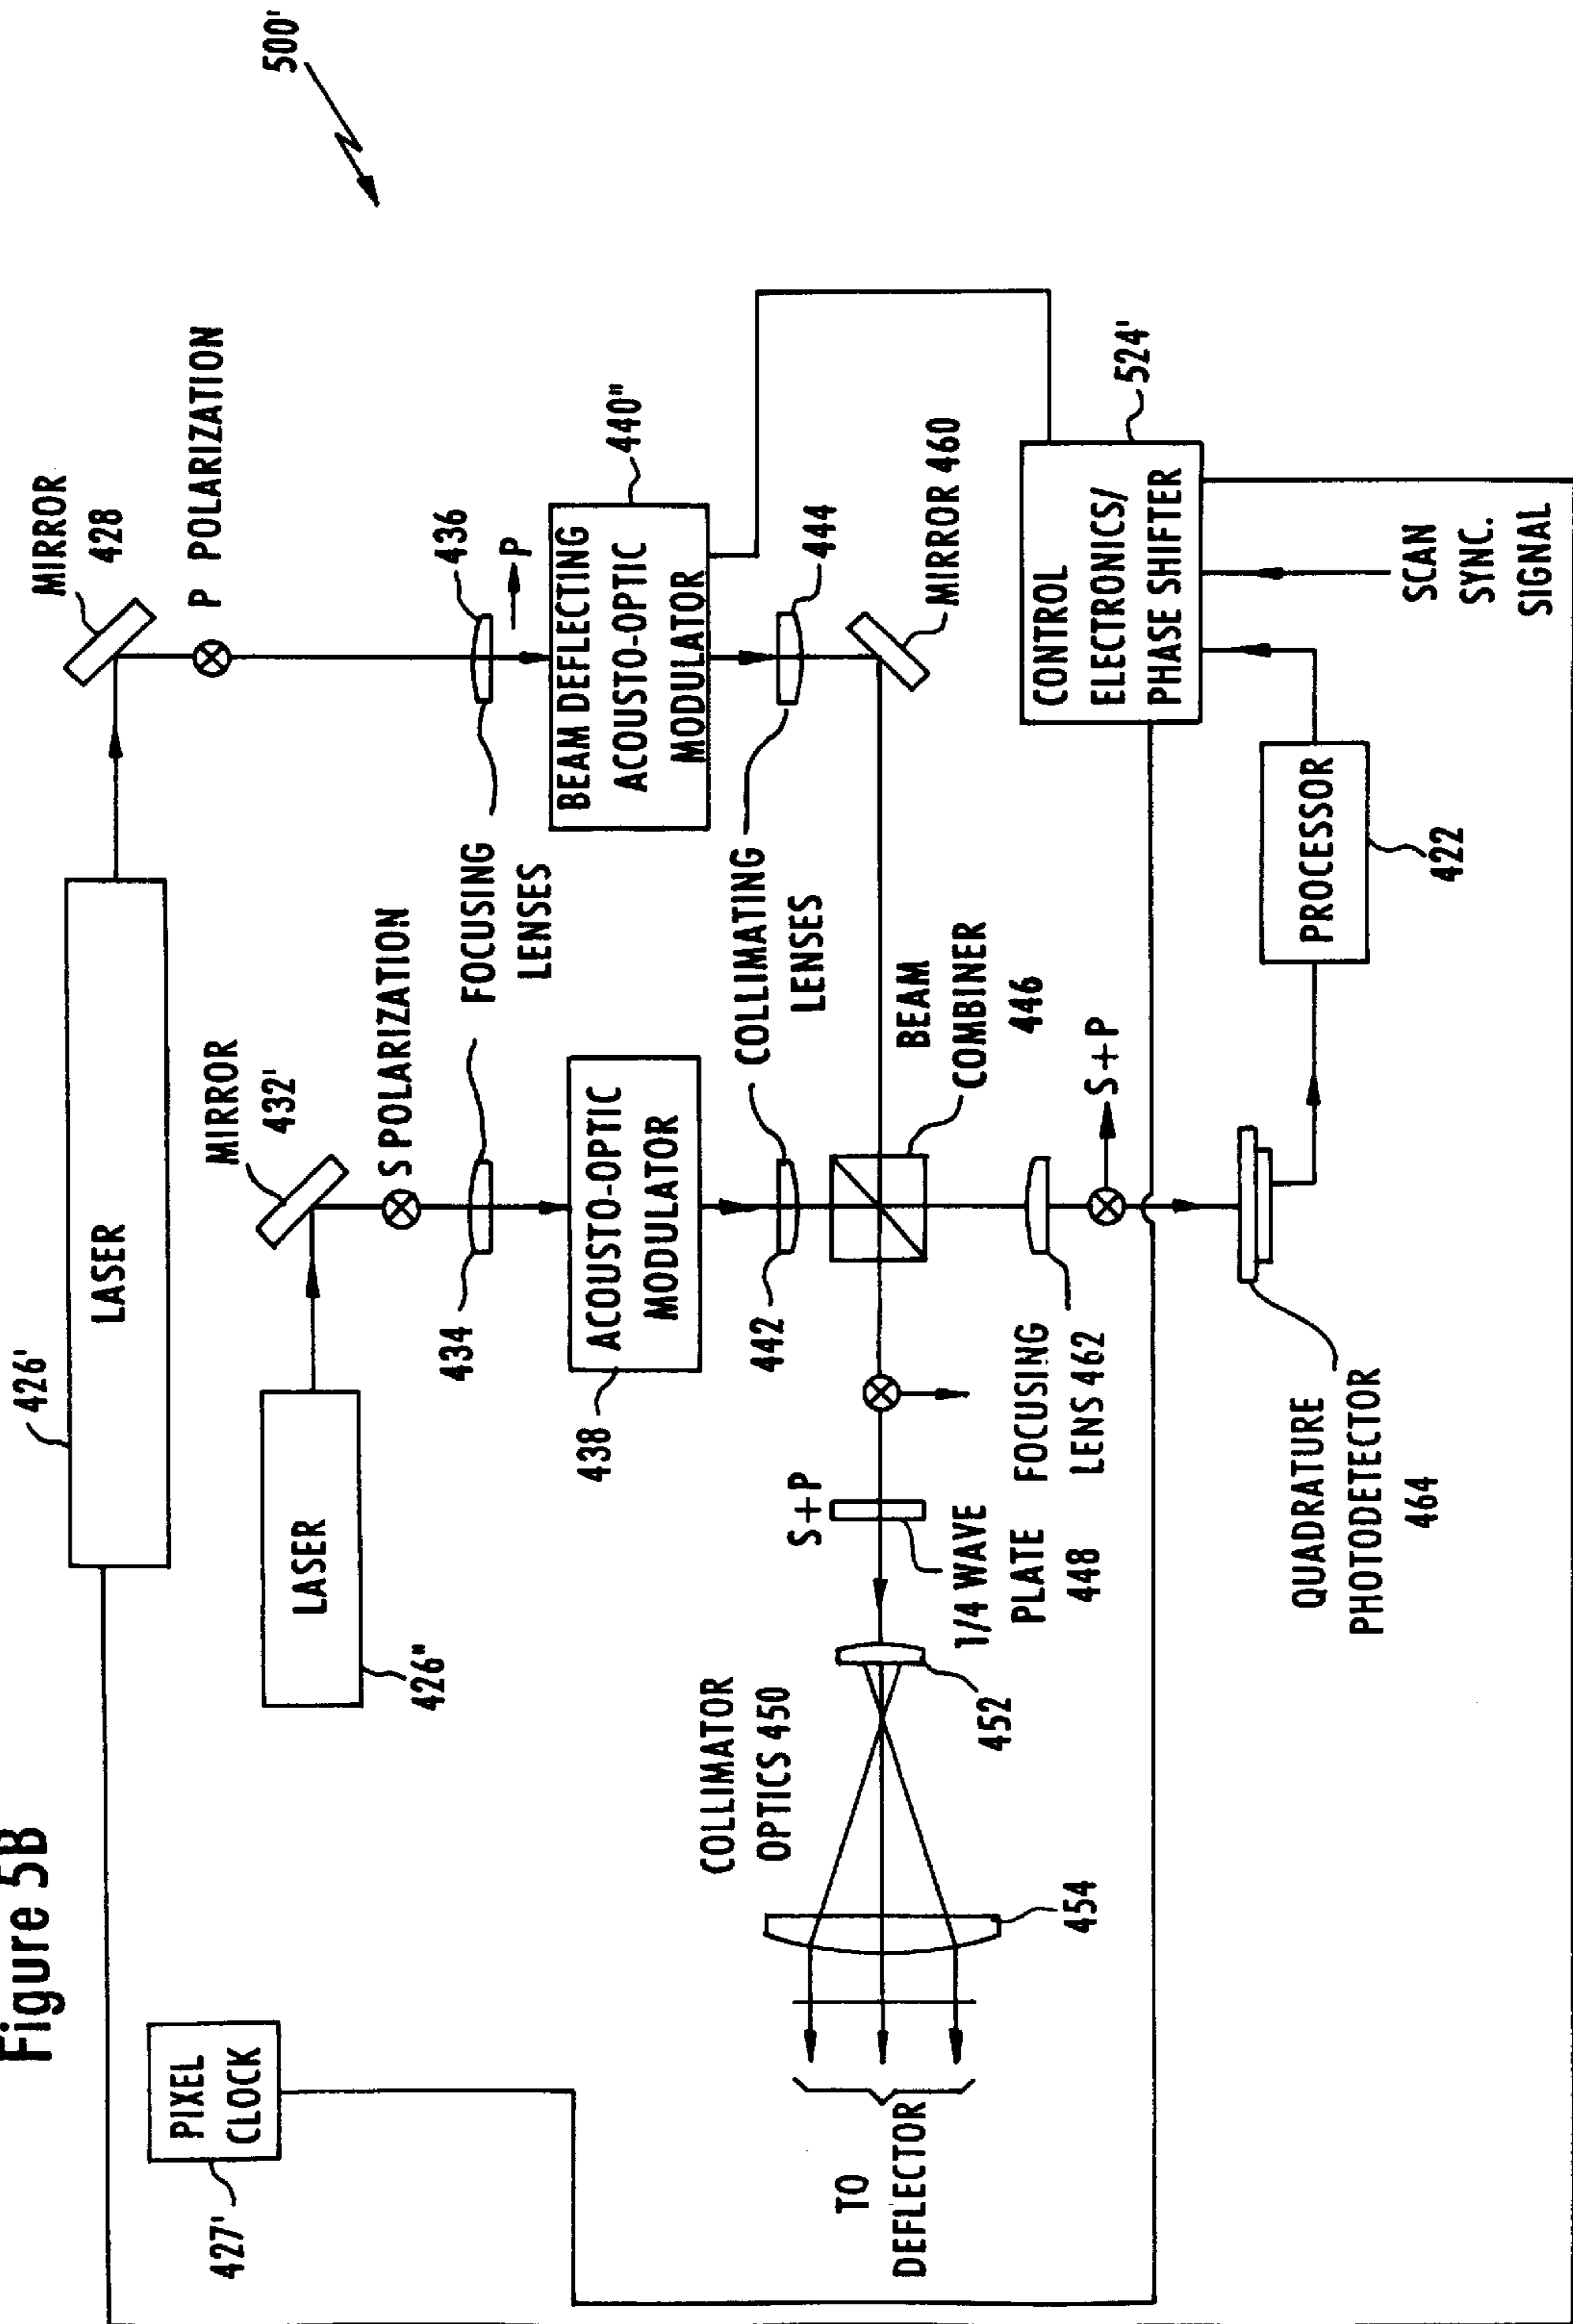 Figure 5B
500'
426'
LASER
MIRROR
428
P POLARIZATION
PIXEL
CLOCK
427'
LASER
426"
MIRROR
432'
S POLARIZATION
434
FOCUSING
LENSES
436
P
ACOUSTO-OPTIC
MODULATOR
438
BEAM DEFLECTING
ACOUSTO-OPTIC
MODULATOR
440"
442
COLLIMATING
LENSES
444
MIRROR 460
BEAM
COMBINER
446
COLLIMATOR
OPTICS 450
S+P
1/4 WAVE
PLATE
448
452
454
TO
DEFLECTOR
FOCUSING
LENS 462
S+P
QUADRATURE
PHOTODETECTOR
464
PROCESSOR
422
CONTROL
ELECTRONICS/
PHASE SHIFTER
524'
SCAN
SYNC.
SIGNAL